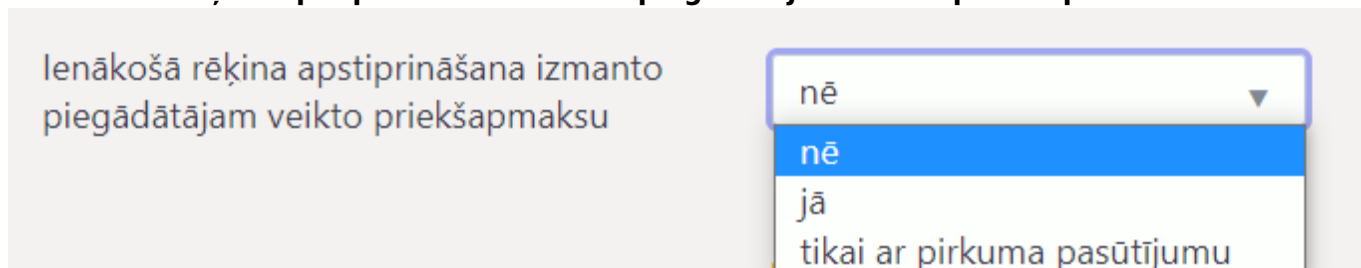 Ienākošā rēķina apstiprināšana izmanto
piegādātājam veikto priekšapmaksu
nē
nē
jā
tikai ar pirkuma pasūtījumu